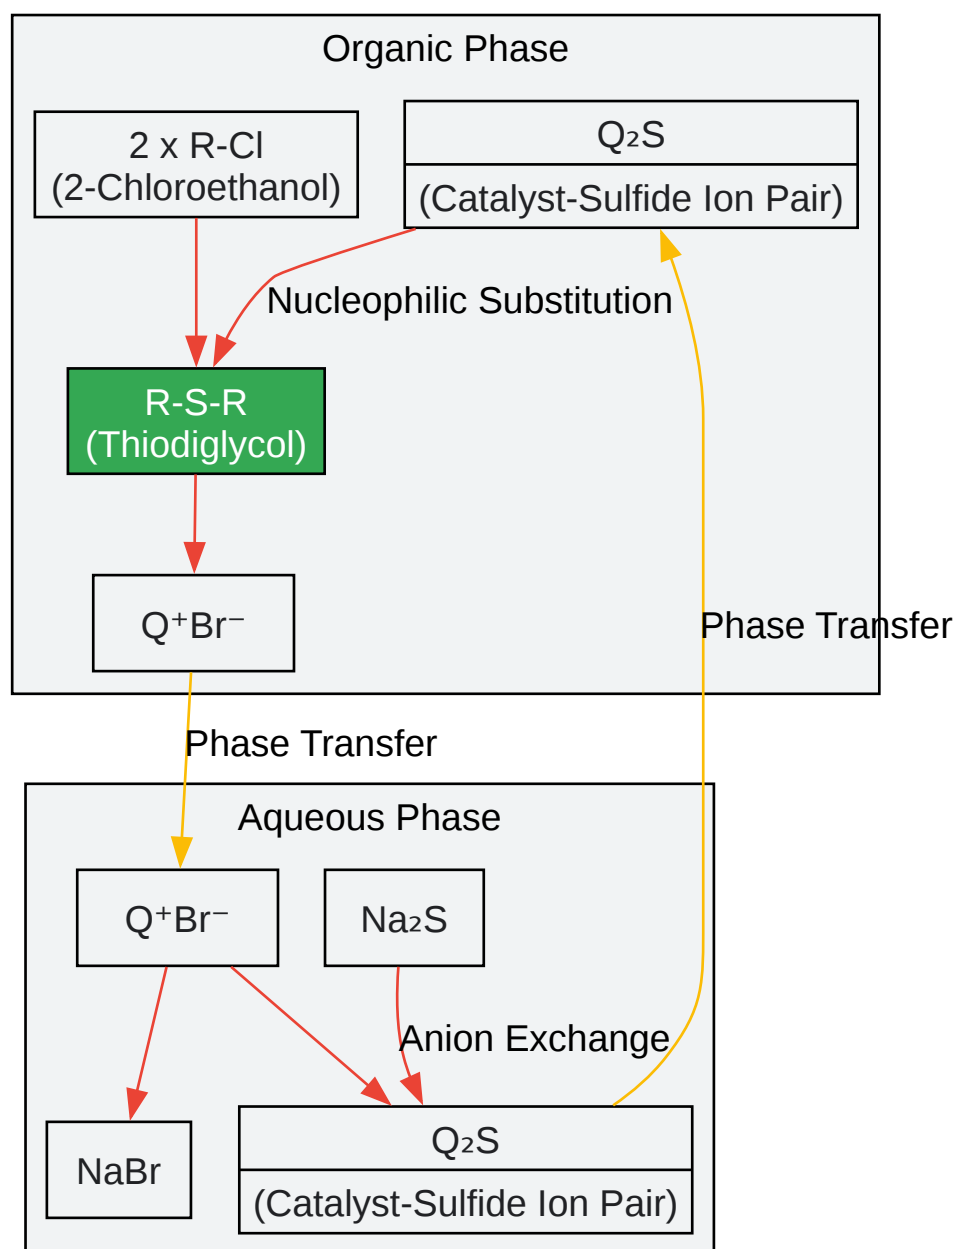 Organic Phase
2 x R-Cl
(2-Chloroethanol)
Q₂S
(Catalyst-Sulfide Ion Pair)
Nucleophilic Substitution
R-S-R
(Thiodiglycol)
Q⁺Br⁻
Phase Transfer
Phase Transfer
Aqueous Phase
Q⁺Br⁻
Na₂S
Anion Exchange
NaBr
Q₂S
(Catalyst-Sulfide Ion Pair)